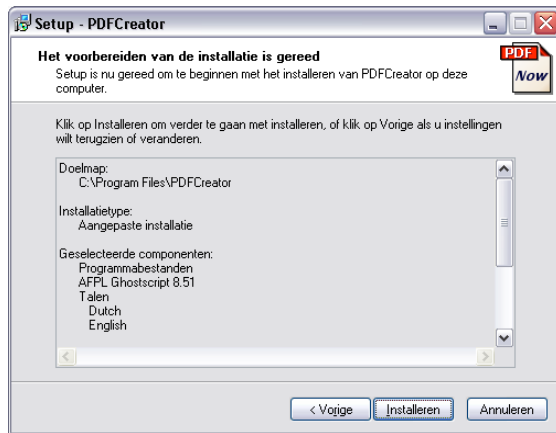 Setup - PDFCreator
Het voorbereiden van de installatie is gereed
Setup is nu gereed om te beginnen met het installeren van PDFCreator op deze
computer.
PDF
Now
Klik op Installeren om verder te gaan met installeren, of klik op Vorige als u instellingen
wilt terugzien of veranderen.
Doelmap:
C:\Program Files\PDFCreator
Installatietype:
Aangepaste installatie
Geselecteerde componenten:
Programmabestanden
AFPL Ghostscript 8.51
Talen
Dutch
English
< Vorige
Installeren
Annuleren